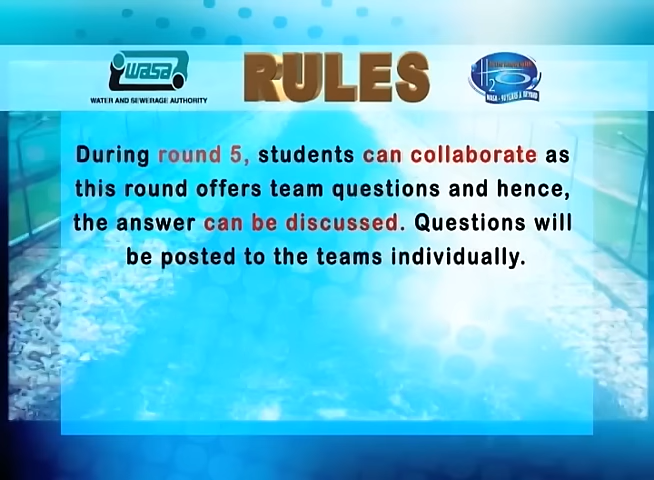 wasa
WATER AND SEWERAGE AUTHORITY
RULES
H2O
During round 5, students can collaborate as
this round offers team questions and hence,
the answer can be discussed. Questions will
be posted to the teams individually.